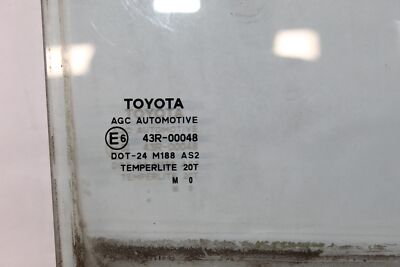 TOYOTA
AGC AUTOMOTIVE
E6 43R-00048
DOT-24 M188 AS2
TEMPERLITE 20T
M 0